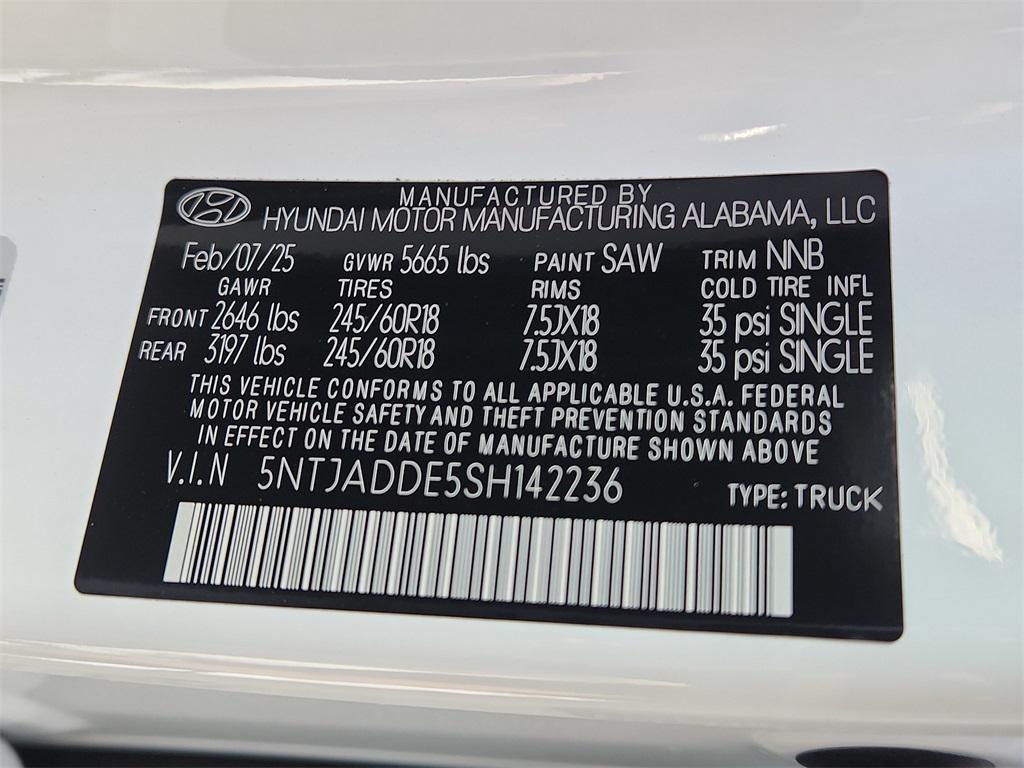 MANUFACTURED BY
HYUNDAI MOTOR MANUFACTURING ALABAMA, LLC
Feb/07/25 GVWR 5665 lbs PAINT SAW TRIM NNB
GAWR TIRES RIMS COLD TIRE INFL
FRONT 2646 lbs 245/60R18 7.5JX18 35 psi SINGLE
REAR 3197 lbs 245/60R18 7.5JX18 35 psi SINGLE
THIS VEHICLE CONFORMS TO ALL APPLICABLE U.S.A. FEDERAL
MOTOR VEHICLE SAFETY AND THEFT PREVENTION STANDARDS
IN EFFECT ON THE DATE OF MANUFACTURE SHOWN ABOVE
V.I.N 5NTJADDE5SH142236 TYPE: TRUCK